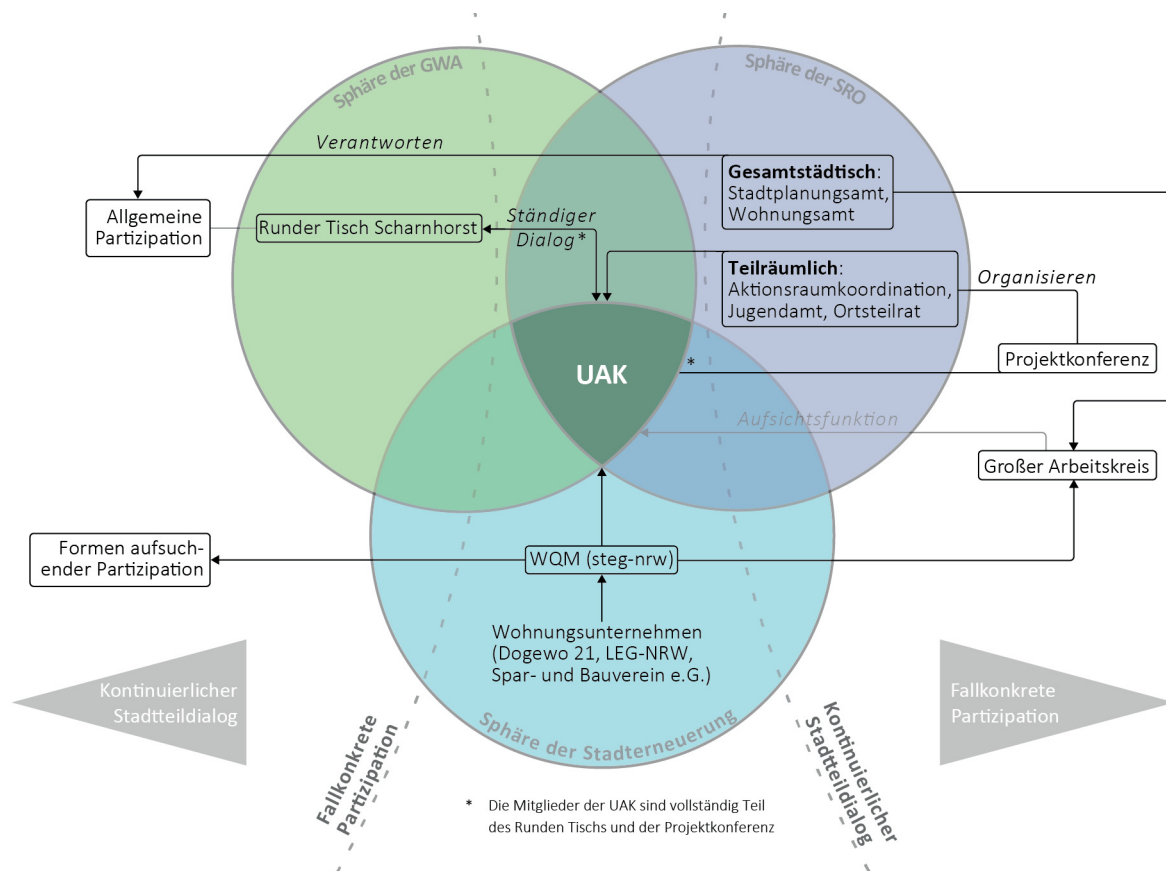 Sphäre der GWA
Sphäre der SRO
Verantworten
Gesamtstädtisch:
Stadtplanungsamt,
Wohnungsamt
Allgemeine
Partizipation
Runder Tisch Scharnhorst
Ständiger
Dialog*
Teilräumlich:
Aktionsraumkoordination,
Jugendamt, Ortsteilrat
Organisieren
Projektkonferenz
*
UAK
Aufsichtsfunktion
Großer Arbeitskreis
Formen aufsuch-
ender Partizipation
WQM (steg-nrw)
Wohnungsunternehmen
(Dogewo 21, LEG-NRW,
Spar- und Bauverein e.G.)
Kontinuierlicher
Stadtteildialog
Fallkonkrete
Partizipation
Sphäre der Stadterneuerung
Fallkonkrete
Partizipation
Kontinuierlicher
Stadtteildialog
* Die Mitglieder der UAK sind vollständig Teil
des Runden Tischs und der Projektkonferenz